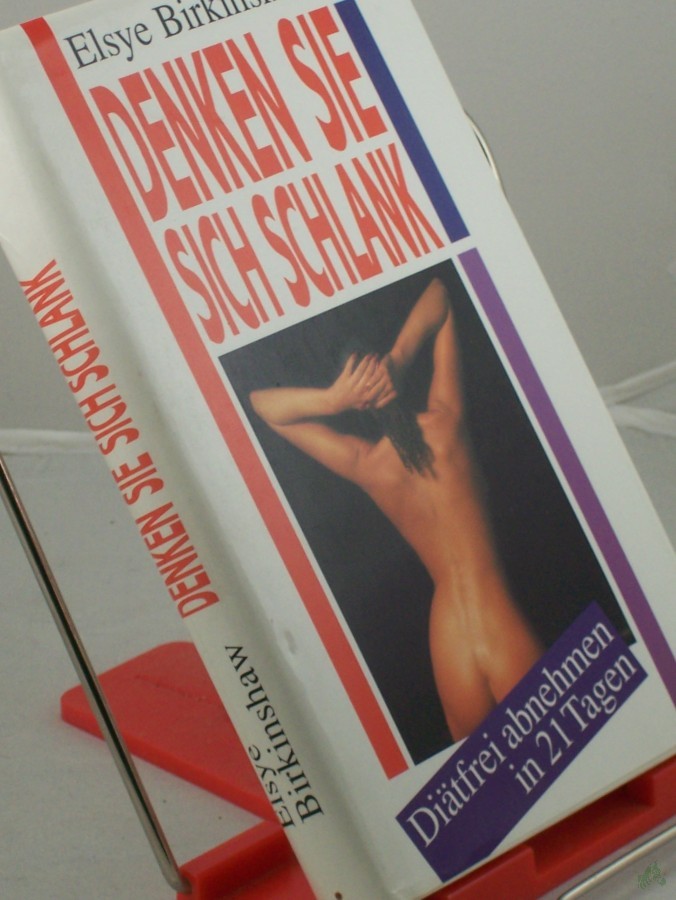 Elsye Birkinsh
DENKEN SIE
SICH SCHLANK
Diätfrei abnehmen
in 21 Tagen
DENKEN SIE SICH SCHLANK
Elsye
Birkinshaw